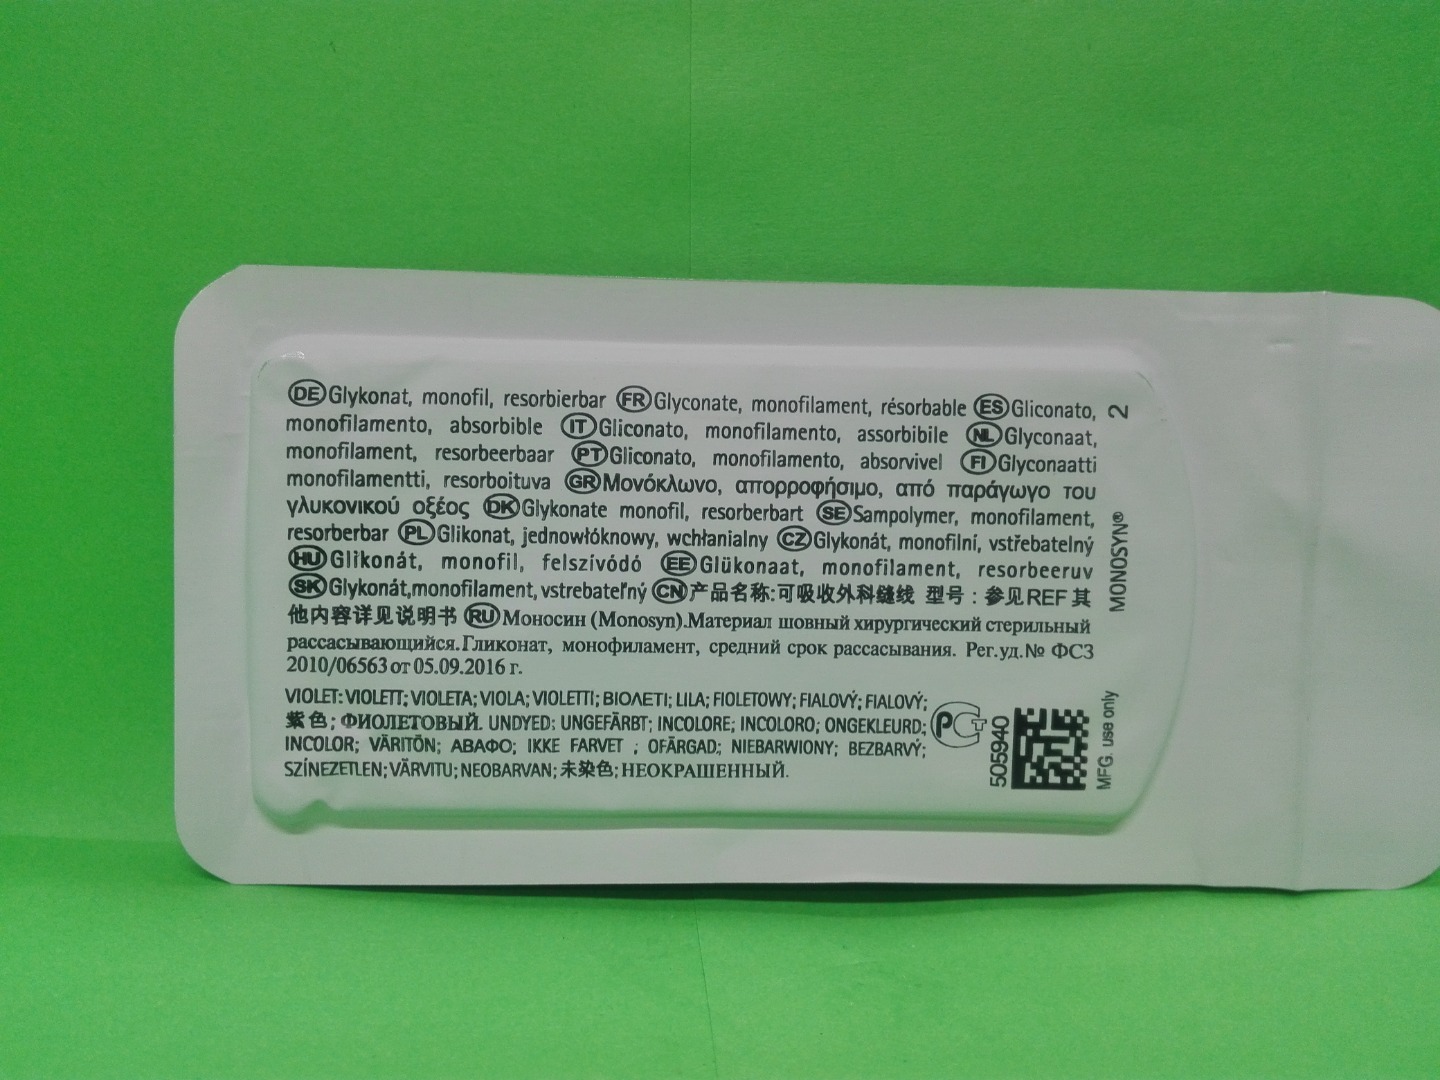 DE Glykonat, monofil, resorbierbar FR Glyconate, monofilament, résorbable ES Gliconato,
monofilamento, absorbible IT Gliconato, monofilamento, assorbibile NL Glyconaat,
monofilament, resorbeerbaar PT Gliconato, monofilamento, absorvivel FI Glyconaatti
monofilamentti, resorboituva GR Μονόκλωνο, απορροφήσιμο, από παράγωγο του
γλυκονικού οξέος DK Glykonate monofil, resorberbart SE Sampolymer, monofilament,
resorberbar PL Glikonat, jednowłóknowy, wchłanialny CZ Glykonát, monofilní, vstřebatelný
HU Glikonát, monofil, felszívódó EE Glükonaat, monofilament, resorbeeruv
SK Glykonát,monofilament, vstrebateľný CN 产品名称:可吸收外科缝线 型号：参见REF其
他内容详见说明书 RU Моносин (Monosyn).Материал шовный хирургический стерильный
рассасывающийся.Гликонат, монофиламент, средний срок рассасывания. Рег.уд.№ ФСЗ
2010/06563 от 05.09.2016 г.
VIOLET: VIOLETT; VIOLETA; VIOLA; VIOLETTI; ΒΙΟΛΕΤΙ; LILA; FIOLETOWY; FIALOVÝ; FIALOVÝ;
紫色; ФИОЛЕТОВЫЙ. UNDYED: UNGEFÄRBT; INCOLORE; INCOLORO; ONGEKLEURD;
INCOLOR; VÄRITÖN; ΑΒΑΦΟ; IKKE FARVET ; OFÄRGAD; NIEBARWIONY; BEZBARVÝ;
SZÍNEZETLEN; VÄRVITU; NEOBARVAN; 未染色; НЕОКРАШЕННЫЙ.
РСТ
505940
MFG. use only
MONOSYN® 2